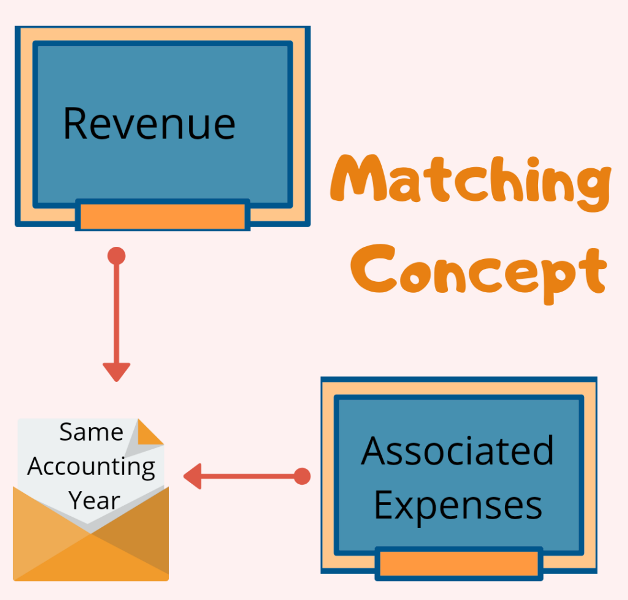 Revenue
Matching
Concept
Same
Accounting
Year
Associated
Expenses